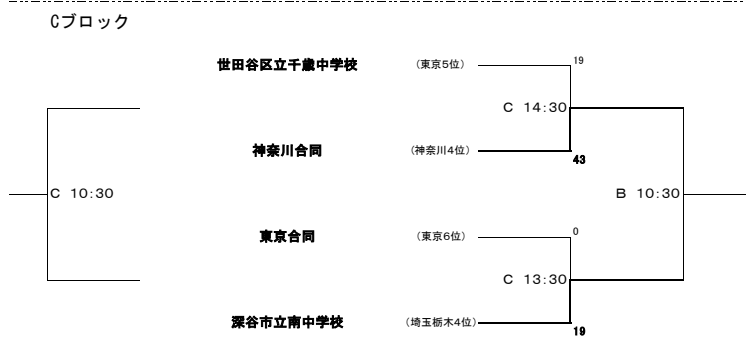 Cブロック
世田谷区立千歳中学校 (東京5位) 19
C 14:30
神奈川合同 (神奈川4位) 43
C 10:30 B 10:30
東京合同 (東京6位) 0
C 13:30
深谷市立南中学校 (埼玉栃木4位) 19